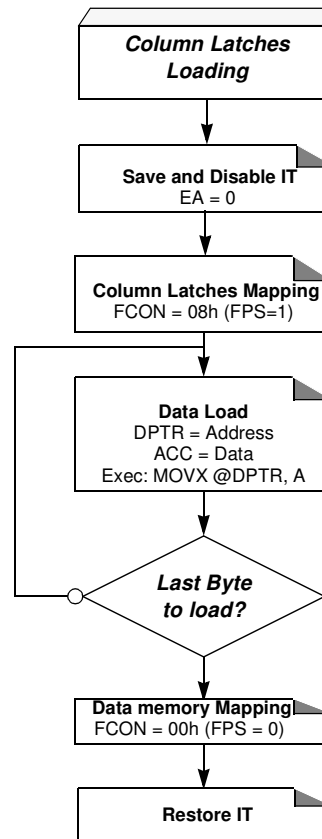 Column Latches
Loading
Save and Disable IT
EA = 0
Column Latches Mapping
FCON = 08h (FPS=1)
Data Load
DPTR = Address
ACC = Data
Exec: MOVX @DPTR, A
Last Byte
to load?
Data memory Mapping
FCON = 00h (FPS = 0)
Restore IT